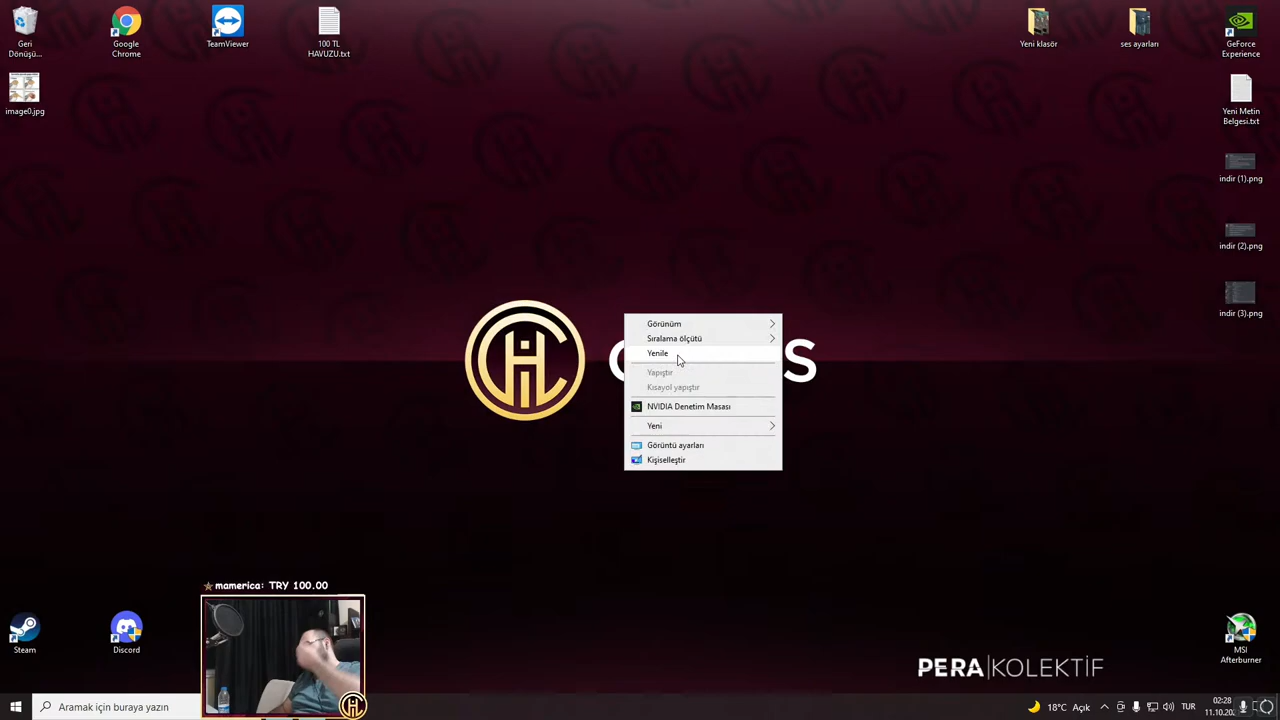 Geri
Dönüşü...
Google
Chrome
TeamViewer
100 TL
HAVUZU.txt
Yeni klasör
ses ayarları
GeForce
Experience
image0.jpg
Yeni Metin
Belgesi.txt
indir (1).png
indir (2).png
indir (3).png
Görünüm
Sıralama ölçütü
Yenile
Yapıştır
Kısayol yapıştır
NVIDIA Denetim Masası
Yeni
Görüntü ayarları
Kişiselleştir
S
mamerica: TRY 100.00
Steam
Discord
MSI
Afterburner
PERA|KOLEKTİF
Aramak için buraya yazın
18°C Açık
TUR
02:28
11.10.20